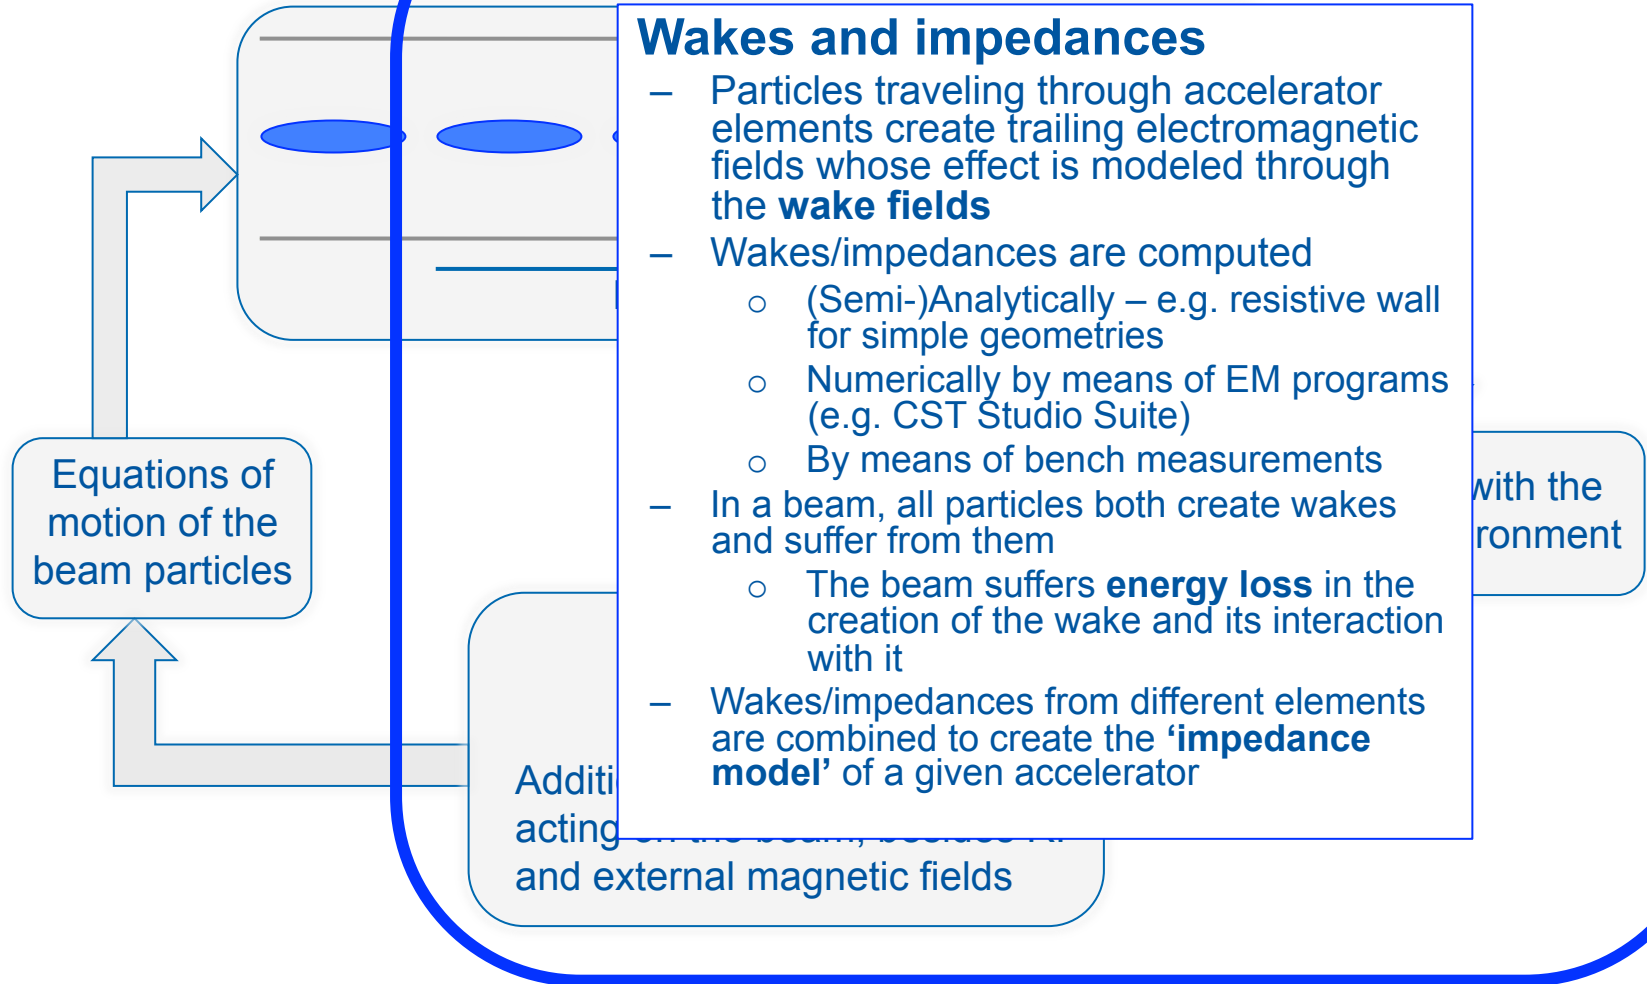 Wakes and impedances
– Particles traveling through accelerator
elements create trailing electromagnetic
fields whose effect is modeled through
the wake fields
– Wakes/impedances are computed
o (Semi-)Analytically – e.g. resistive wall
for simple geometries
o Numerically by means of EM programs
(e.g. CST Studio Suite)
o By means of bench measurements
– In a beam, all particles both create wakes
and suffer from them
o The beam suffers energy loss in the
creation of the wake and its interaction
with it
– Wakes/impedances from different elements
are combined to create the ‘impedance
model’ of a given accelerator
Equations of
motion of the
beam particles
with the
ronment
Additi
acting on the beam, besides
and external magnetic fields